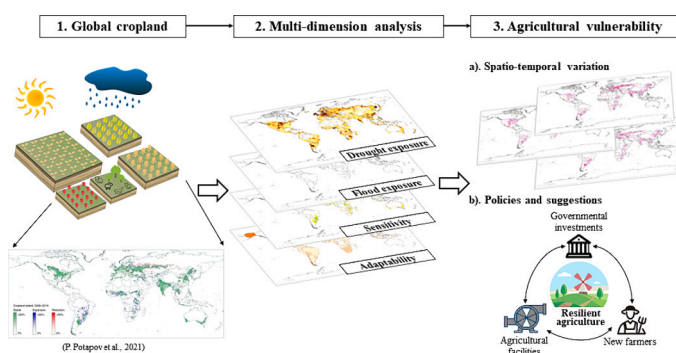 1. Global cropland
2. Multi-dimension analysis
3. Agricultural vulnerability
a). Spatio-temporal variation
Drought exposure
Flood exposure
Sensitivity
Adaptability
(P. Potapov et al., 2021)
b). Policies and suggestions
Governmental
investments
Resilient
agriculture
Agricultural
facilities
New farmers